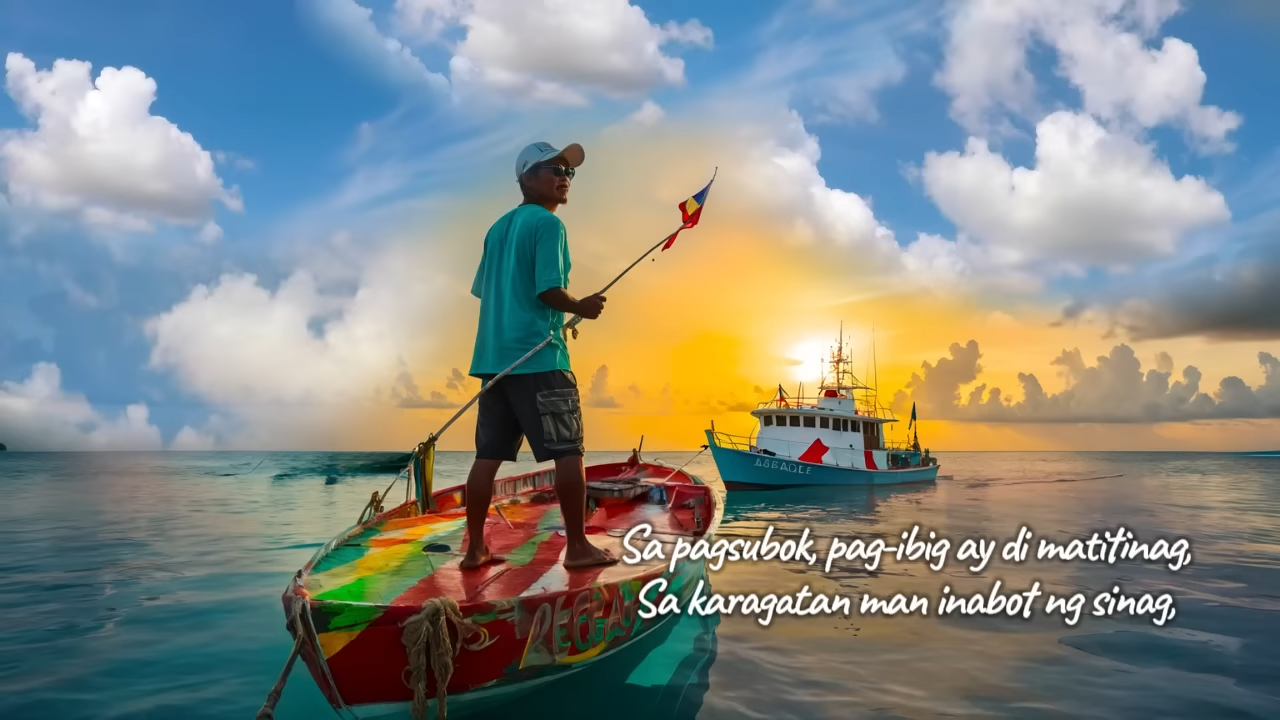 Sa pagsubok, pag-ibig ay di matitinag,
Sa karagatan man inabot ng sinag,